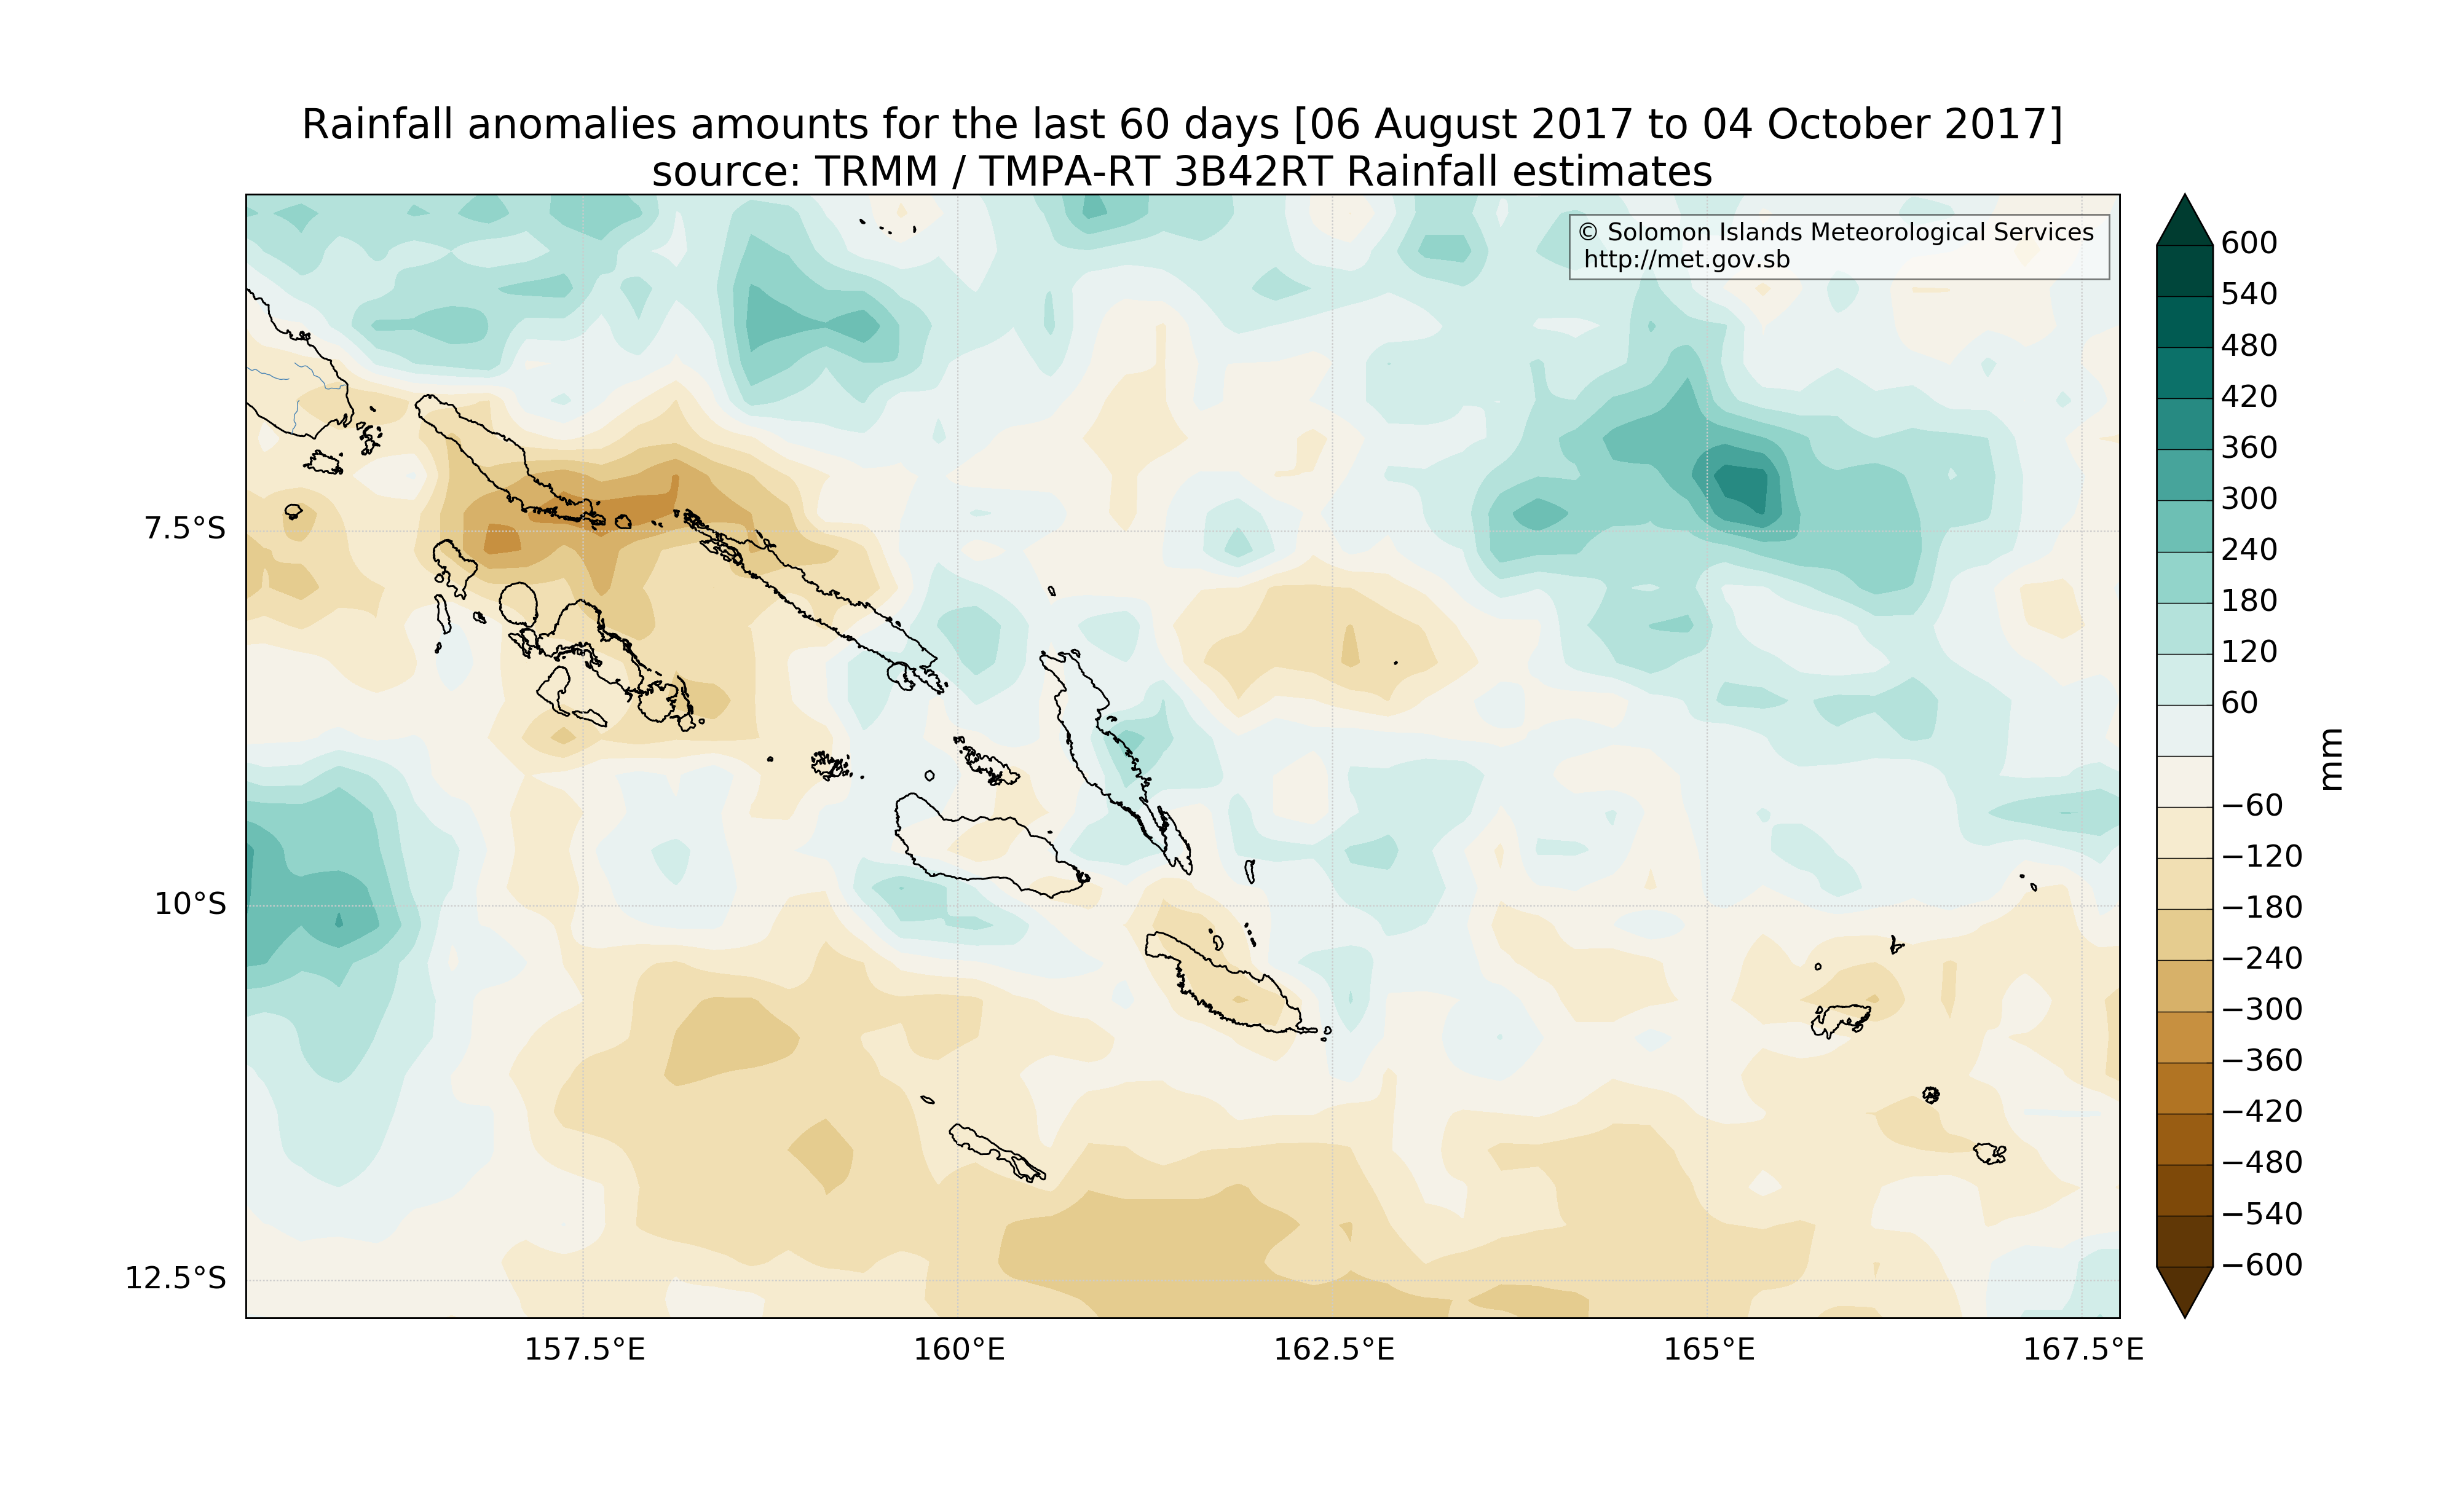 Rainfall anomalies amounts for the last 60 days [06 August 2017 to 04 October 2017]
source: TRMM / TMPA-RT 3B42RT Rainfall estimates
© Solomon Islands Meteorological Services
http://met.gov.sb
7.5°S
10°S
12.5°S
157.5°E
160°E
162.5°E
165°E
167.5°E
600
540
480
420
360
300
240
180
120
60
−60
−120
−180
−240
−300
−360
−420
−480
−540
−600
mm